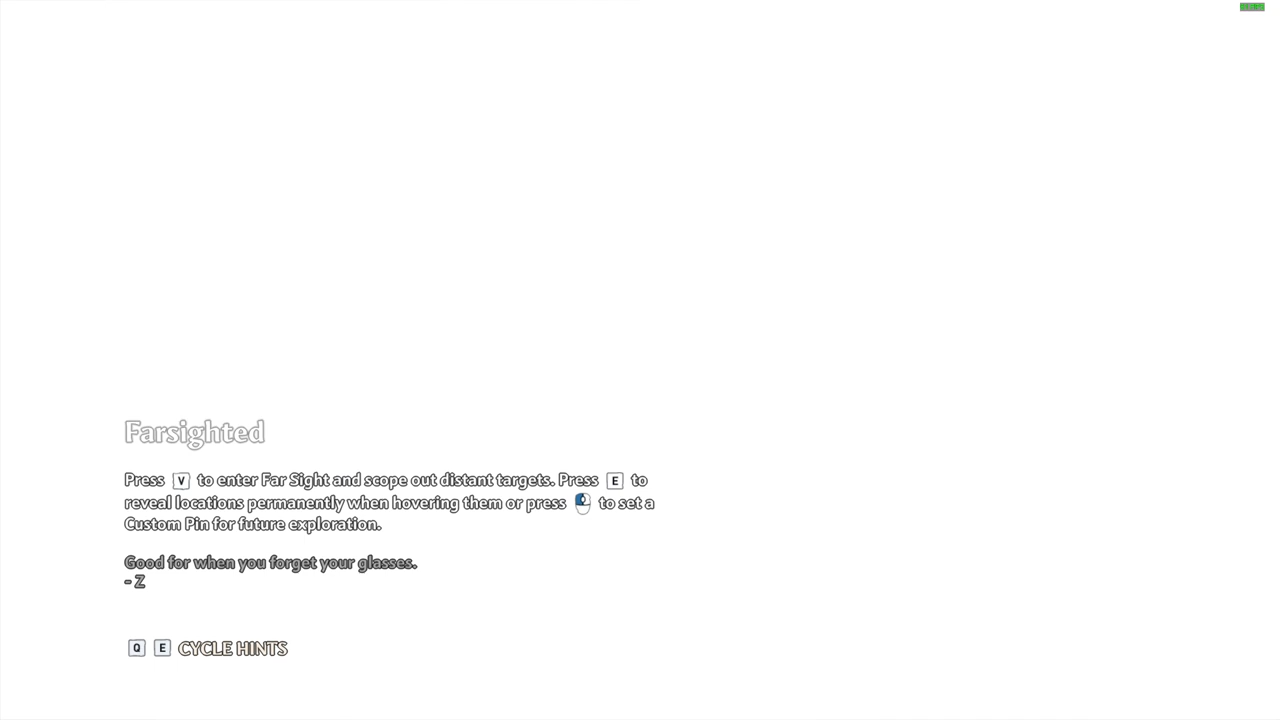 Farsighted
Press V to enter Far Sight and scope out distant targets. Press E to
reveal locations permanently when hovering them or press to set a
Custom Pin for future exploration.
Good for when you forget your glasses.
- Z
Q E CYCLE HINTS